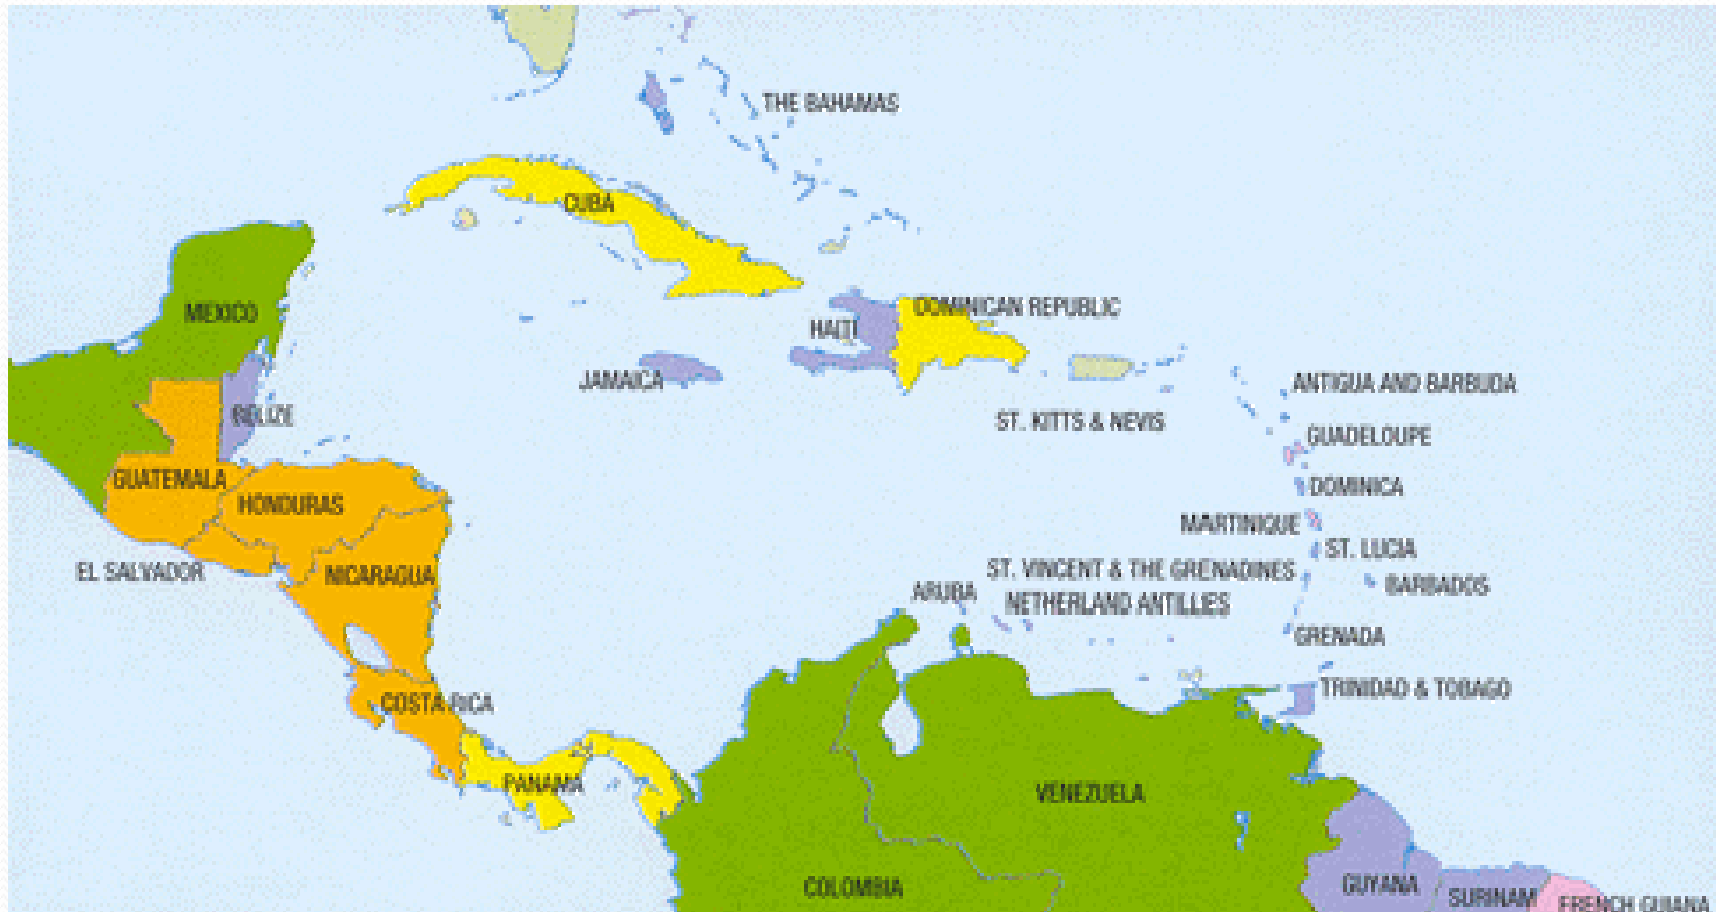 THE BAHAMAS
CUBA
MEXICO
DOMINICAN REPUBLIC
HAITI
JAMAICA
ANTIGUA AND BARBUDA
BELIZE
ST. KITTS & NEVIS
GUADELOUPE
GUATEMALA
DOMINICA
HONDURAS
MARTINIQUE
ST. LUCIA
EL SALVADOR
NICARAGUA
ST. VINCENT & THE GRENADINES
BARBADOS
ARUBA
NETHERLAND ANTILLIES
GRENADA
TRINIDAD & TOBAGO
COSTA RICA
PANAMA
VENEZUELA
COLOMBIA
GUYANA
SURINAM
FRENCH GUIANA